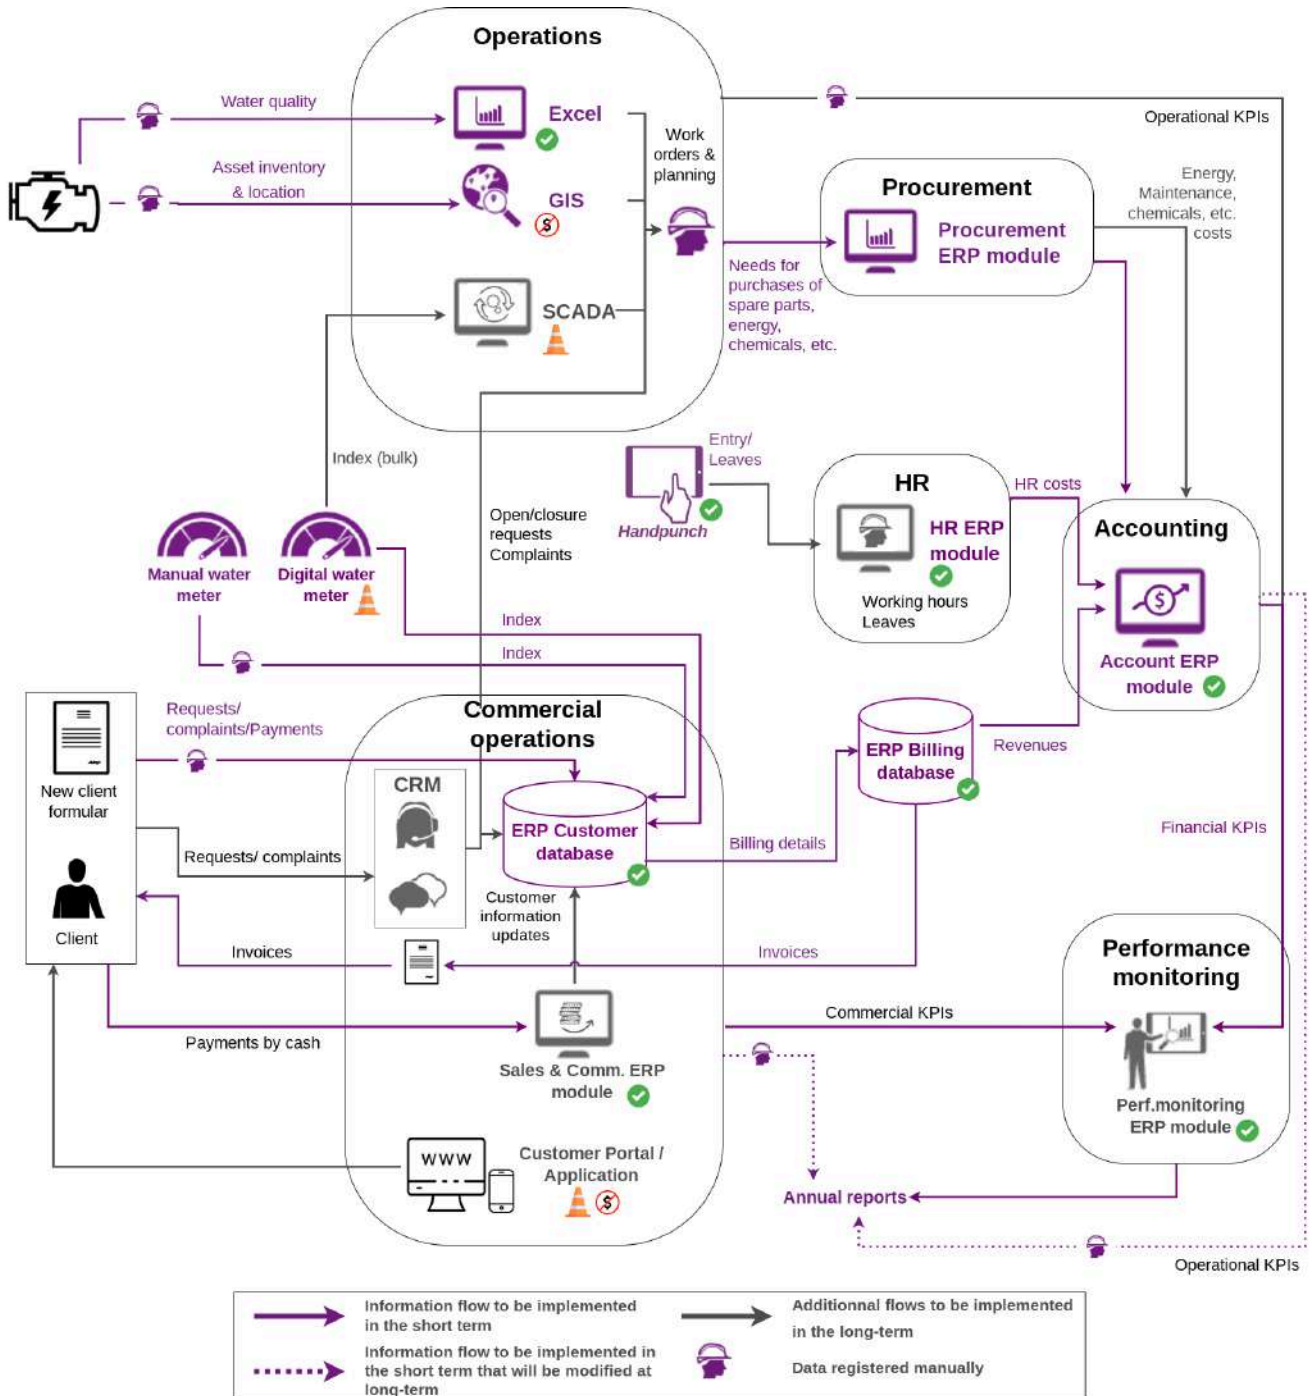 Operations
Water quality
Excel
Asset inventory
& location
GIS
Work
orders &
planning
SCADA
Operational KPIs
Procurement
Procurement
ERP module
Needs for
purchases of
spare parts,
energy,
chemicals, etc.
Energy,
Maintenance,
chemicals, etc.
costs
Index (bulk)
Entry/
Leaves
Handpunch
HR
HR ERP
module
Working hours
Leaves
HR costs
Accounting
Account ERP
module
Open/closure
requests
Complaints
Manual water
meter
Digital water
meter
Index
Index
Requests/
complaints/Payments
New client
formular
Client
Commercial
operations
CRM
ERP Customer
database
Requests/ complaints
Customer
information
updates
Billing details
ERP Billing
database
Revenues
Financial KPIs
Invoices
Invoices
Payments by cash
Sales & Comm. ERP
module
Commercial KPIs
Performance
monitoring
Perf.monitoring
ERP module
WWW
Customer Portal /
Application
Annual reports
Operational KPIs
Information flow to be implemented
in the short term
Information flow to be implemented in
the short term that will be modified at
long-term
Additionnal flows to be implemented
in the long-term
Data registered manually